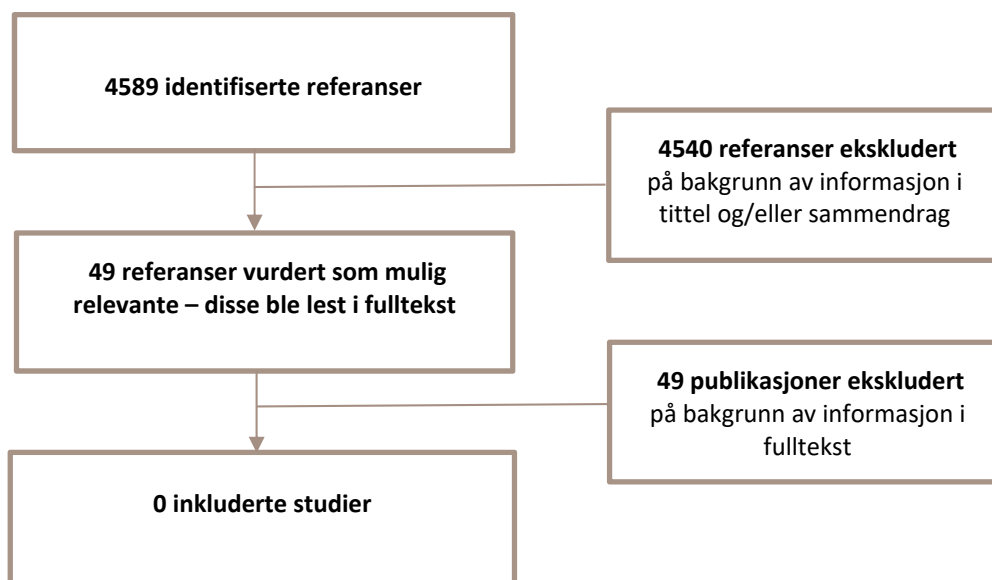 4589 identifiserte referanser
4540 referanser ekskludert
på bakgrunn av informasjon i
tittel og/eller sammendrag
49 referanser vurdert som mulig
relevante – disse ble lest i fulltekst
49 publikasjoner ekskludert
på bakgrunn av informasjon i
fulltekst
0 inkluderte studier